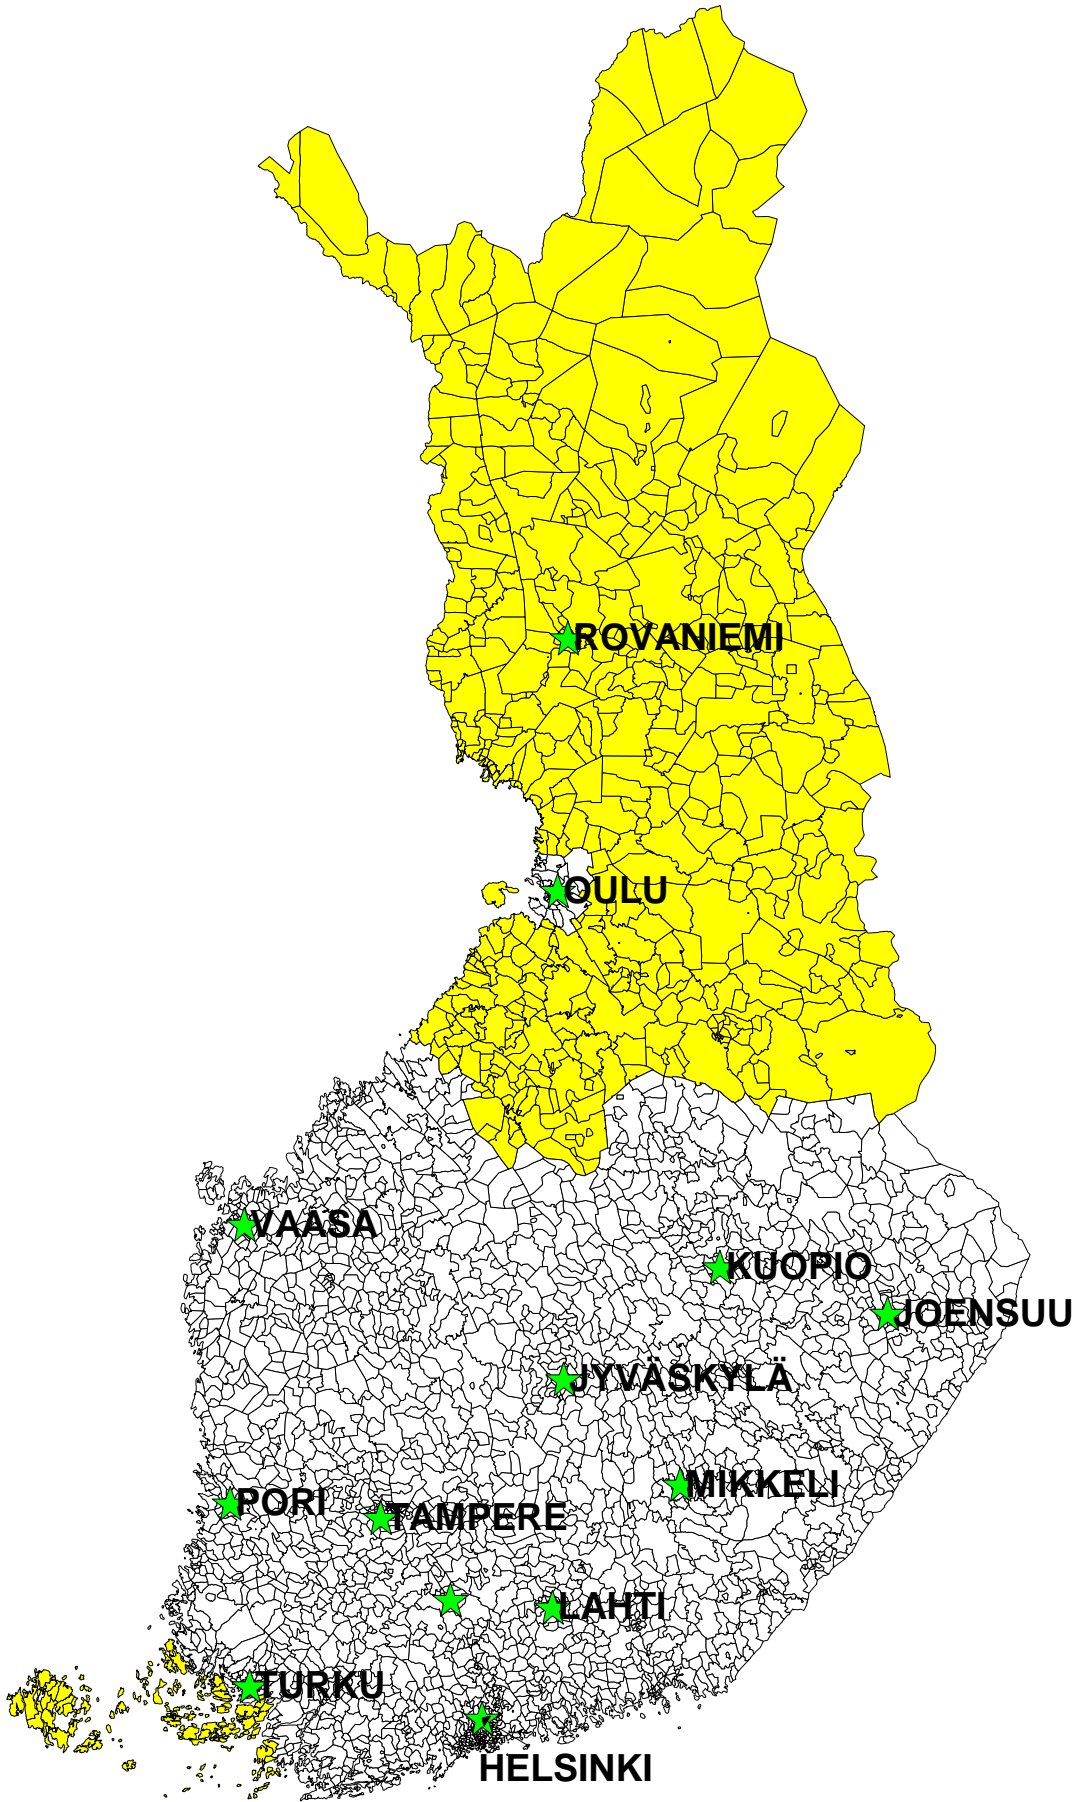 ROVANIEMI
OULU
VAASA
KUOPIO
JOENSUU
JYVÄSKYLÄ
MIKKELI
PORI
TAMPERE
LAHTI
TURKU
HELSINKI